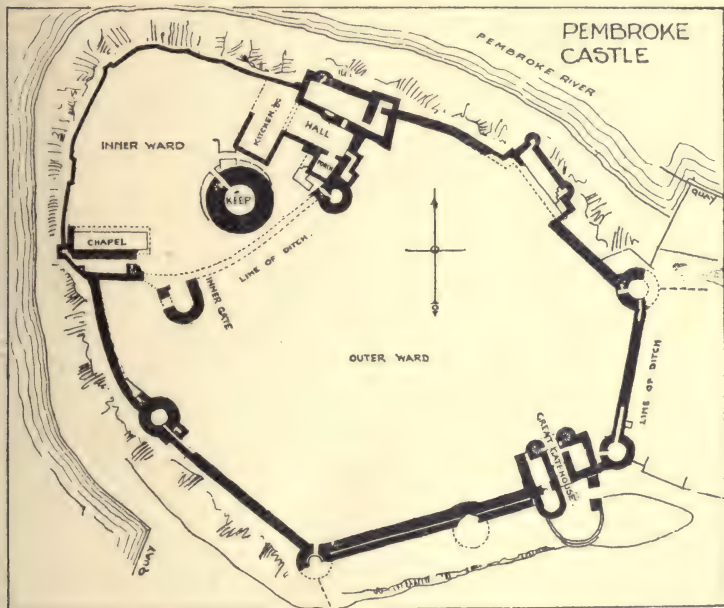 PEMBROKE
CASTLE
PEMBROKE RIVER
KITCHEN &c
HALL
INNER WARD
PORCH
KEEP
QUAY
CHAPEL
LINE OF DITCH
INNER GATE
OUTER WARD
LINE OF DITCH
GREAT GATEHOUSE
QUAY